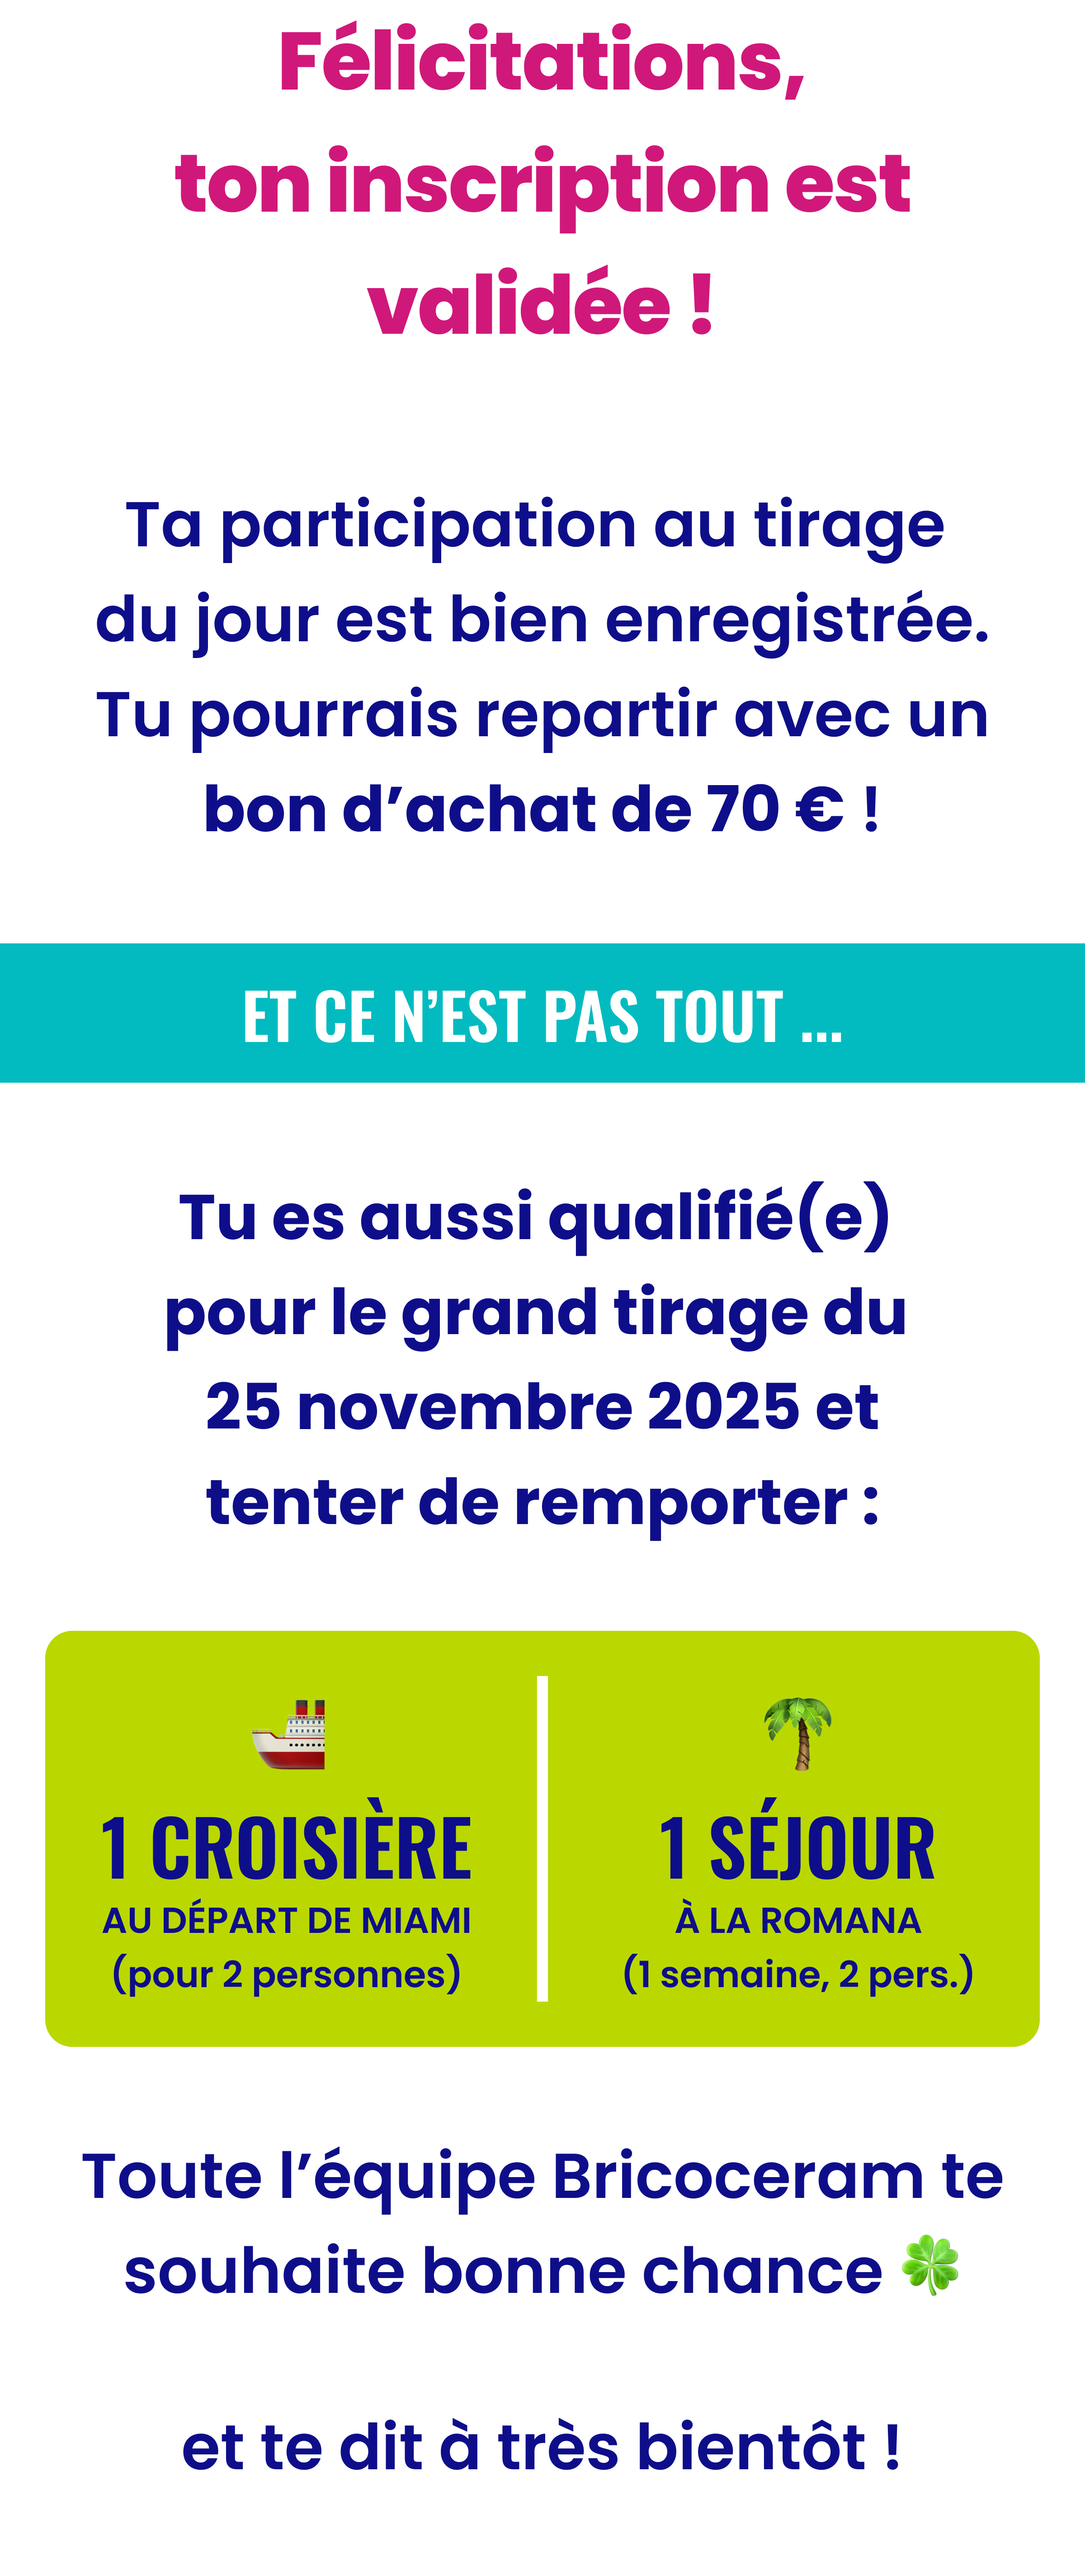 Félicitations,
ton inscription est
validée !
Ta participation au tirage
du jour est bien enregistrée.
Tu pourrais repartir avec un
bon d’achat de 70 € !
ET CE N’EST PAS TOUT ...
Tu es aussi qualifié(e)
pour le grand tirage du
25 novembre 2025 et
tenter de remporter :
1 CROISIÈRE
AU DÉPART DE MIAMI
(pour 2 personnes)
1 SÉJOUR
À LA ROMANA
(1 semaine, 2 pers.)
Toute l’équipe Bricoceram te
souhaite bonne chance 🍀
et te dit à très bientôt !